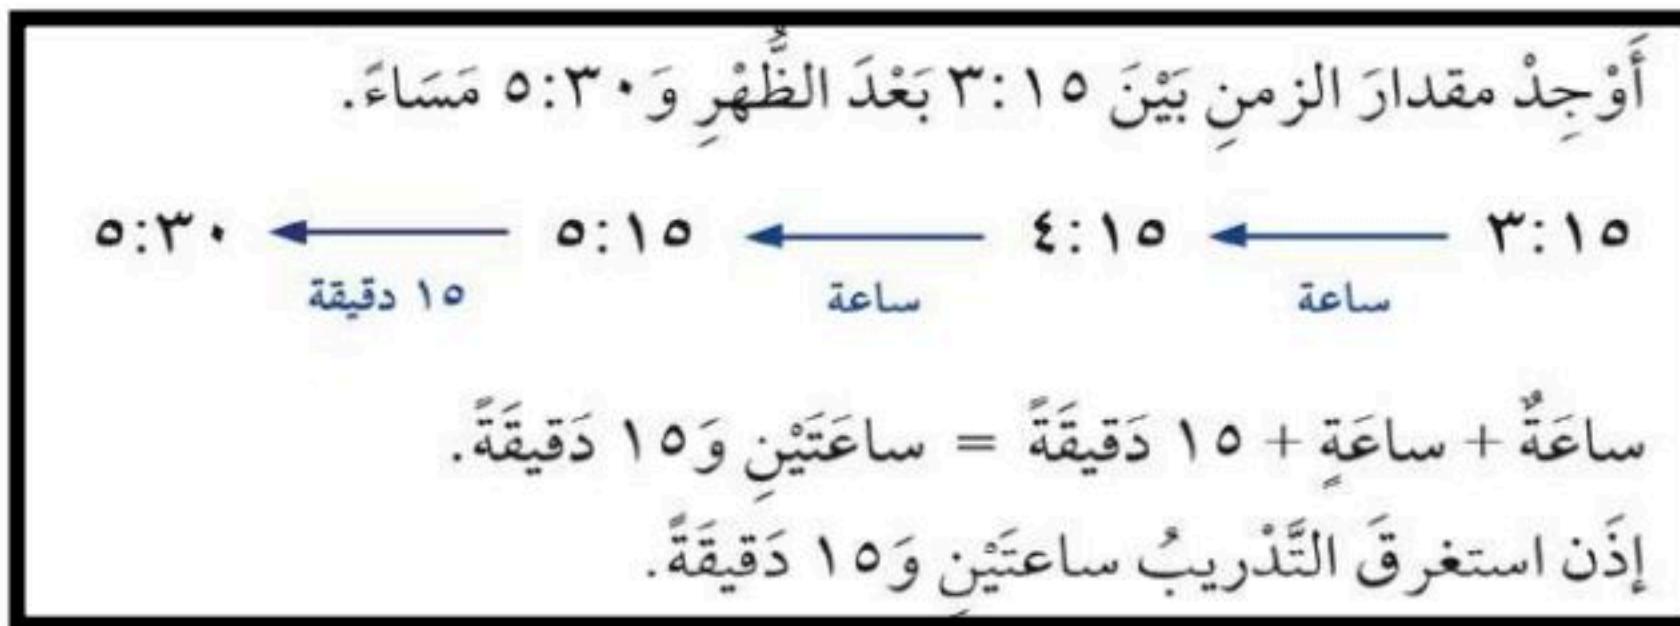 أَوْجِدْ مقدارَ الزمنِ بَيْنَ ٣:١٥ بَعْدَ الظُّهْرِ وَ٥:٣٠ مَسَاءً.
٣:١٥ ٤:١٥ ٥:١٥ ٥:٣٠
ساعة ساعة ١٥ دقيقة
ساعَةٌ + ساعَةٍ + ١٥ دَقيقَةً = ساعَتَيْنِ وَ١٥ دَقيقَةً.
إذَن استغرقَ التَّدْريبُ ساعتَيْنِ وَ١٥ دَقيقَةً.